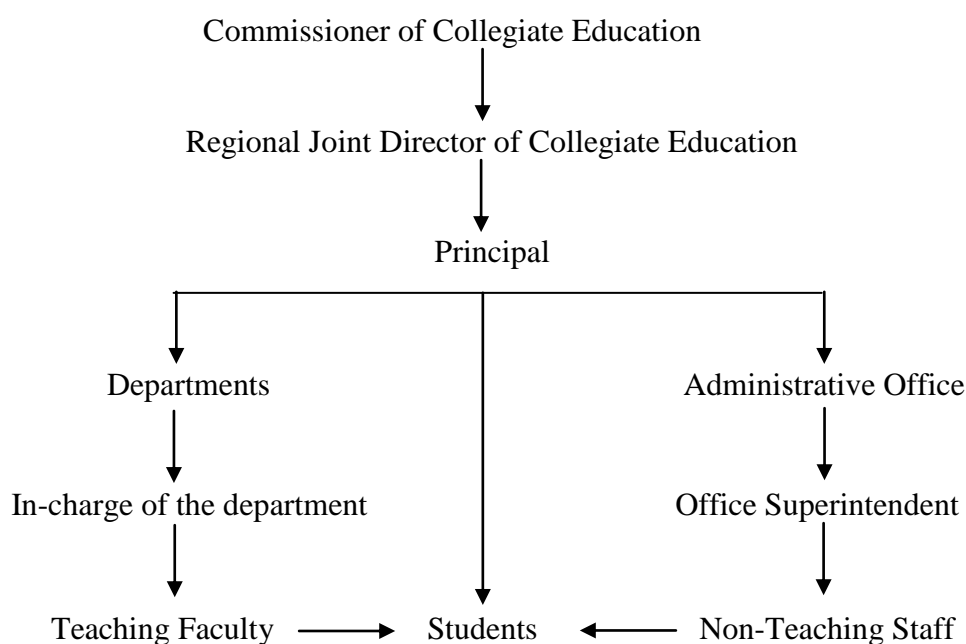 Commissioner of Collegiate Education
Regional Joint Director of Collegiate Education
Principal
Departments
Administrative Office
In-charge of the department
Office Superintendent
Teaching Faculty
Students
Non-Teaching Staff